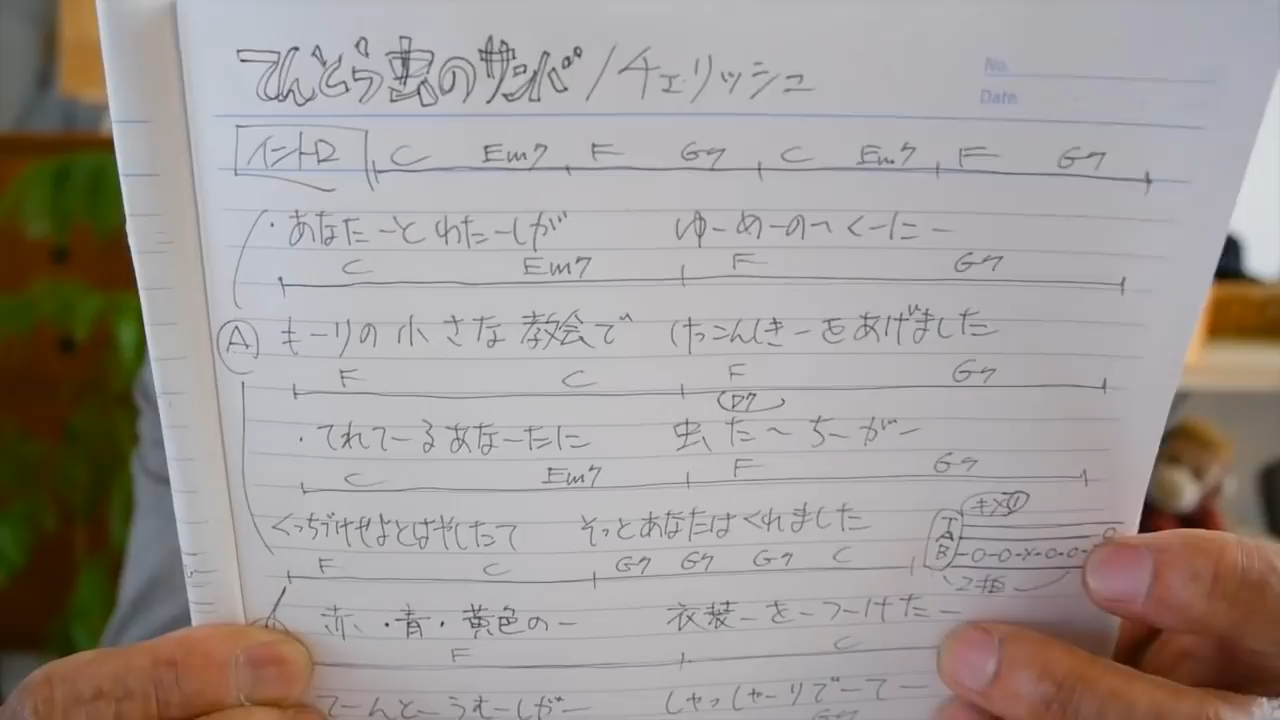 てんとう虫のサンバ/チェリッシュ
No.
Date
イントロ C Em7 F G7 C Em7 F G7
・あなたーと わたーしが ゆーめーのーくーにー
C Em7 F G7
A もーりの 小さな 教会で けっこんしきーをあげました
F C F G7
(D7)
・てれてーるあなーたに 虫たーちーがー
C Em7 F G7
くっちづけせよとはやしたて そっとあなたはくれました
F C G7 G7 G7 C
TAB
2拍
赤・青・黄色のー 衣装ーをーつーけたー
F C
てーんとーうむーしがー しゃっしゃーりでーてー
G7